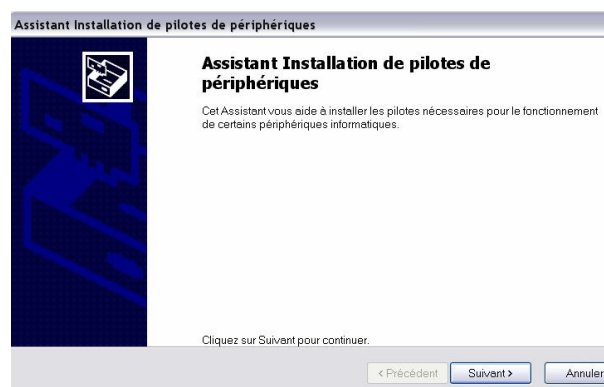 Assistant Installation de pilotes de périphériques
Assistant Installation de pilotes de
périphériques
Cet Assistant vous aide à installer les pilotes nécessaires pour le fonctionnement
de certains périphériques informatiques.
Cliquez sur Suivant pour continuer.
< Précédent
Suivant >
Annuler